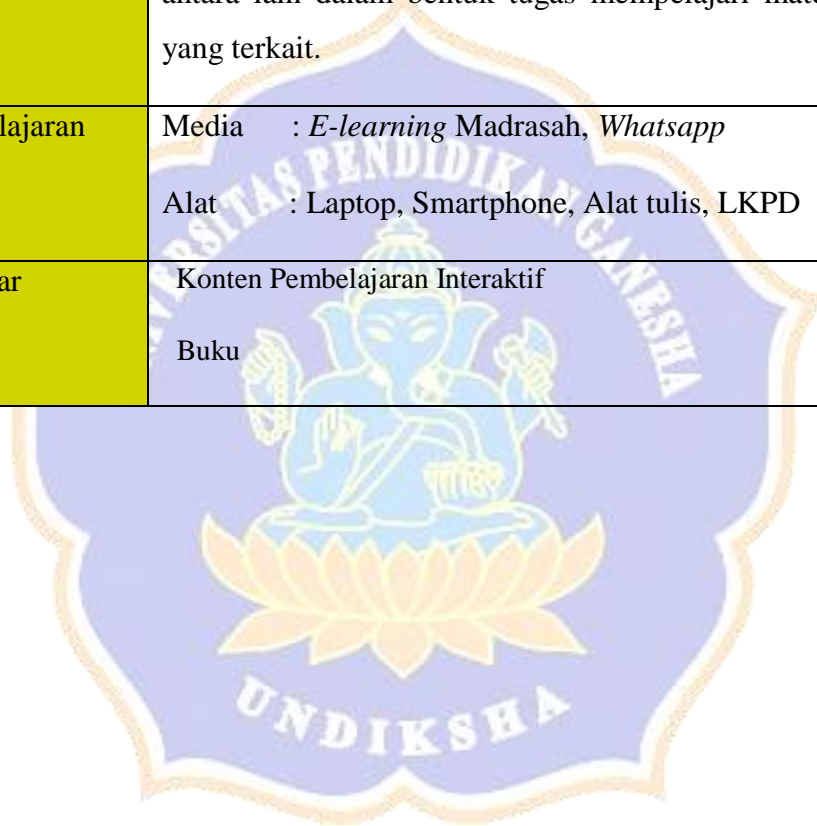 antara lain dalam bentuk tugas mempelajari
yang terkait.
lajaran Media : E-learning Madrasah, Whatsapp
Alat : Laptop, Smartphone, Alat tulis, LKPD
ar Konten Pembelajaran Interaktif
Buku
UNIVERSITAS PENDIDIKAN GANESHA
UNDIKSHA